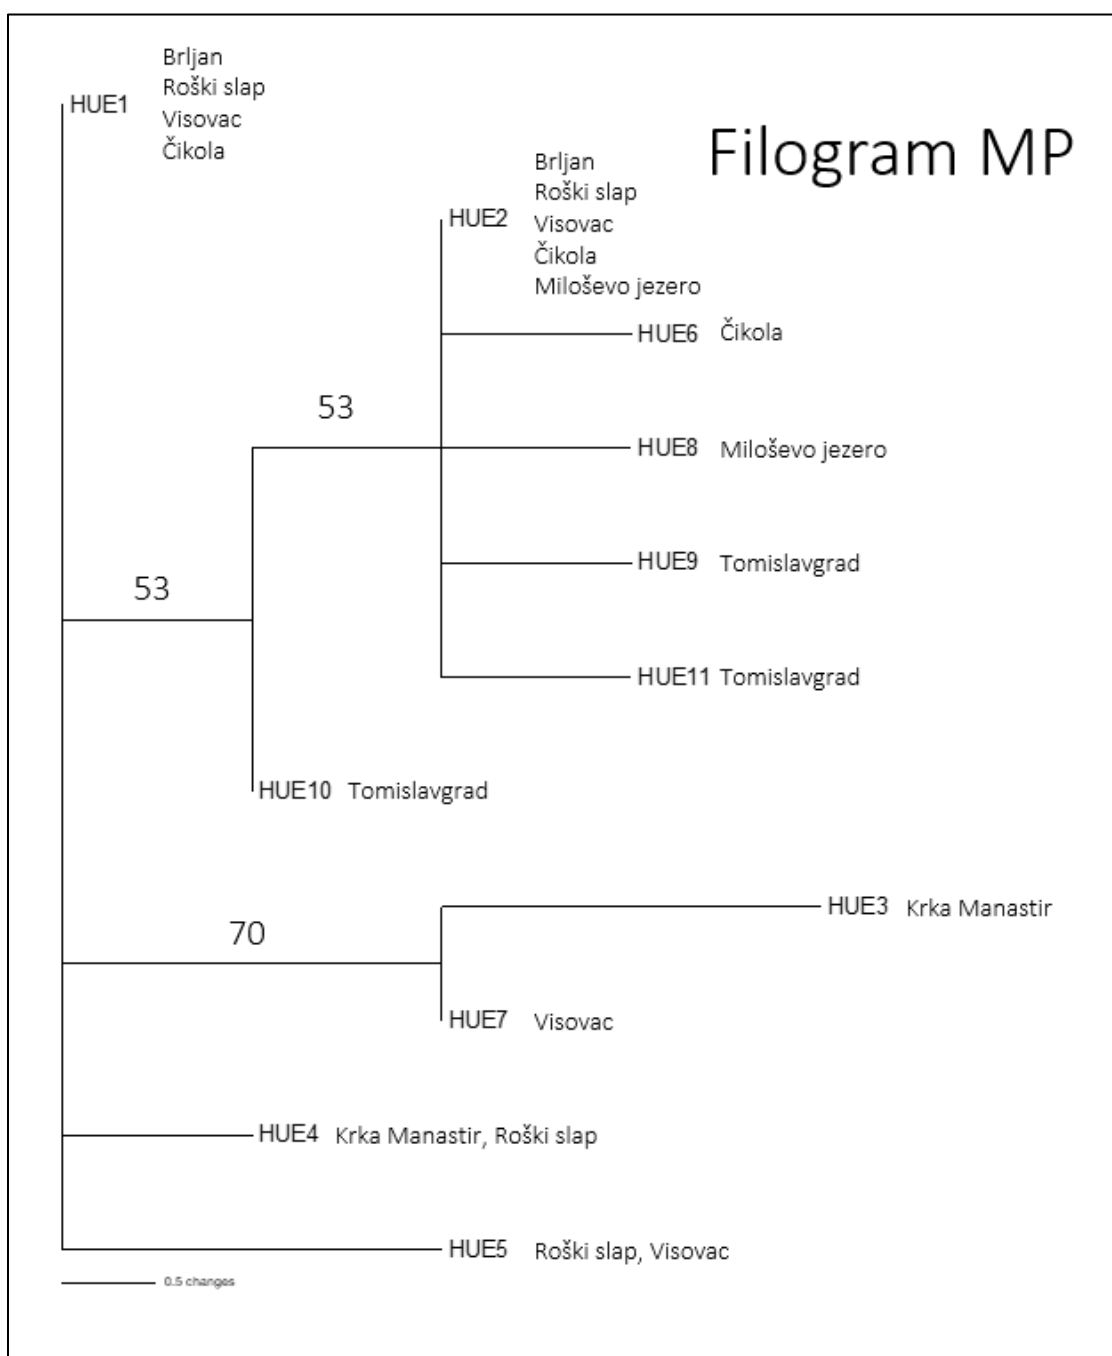 Filogram MP
HUE1
Brljan
Roški slap
Visovac
Čikola
HUE2
Brljan
Roški slap
Visovac
Čikola
Miloševo jezero
HUE6 Čikola
53
HUE8 Miloševo jezero
HUE9 Tomislavgrad
53
HUE11 Tomislavgrad
HUE10 Tomislavgrad
HUE3 Krka Manastir
70
HUE7 Visovac
HUE4 Krka Manastir, Roški slap
HUE5 Roški slap, Visovac
0.5 changes